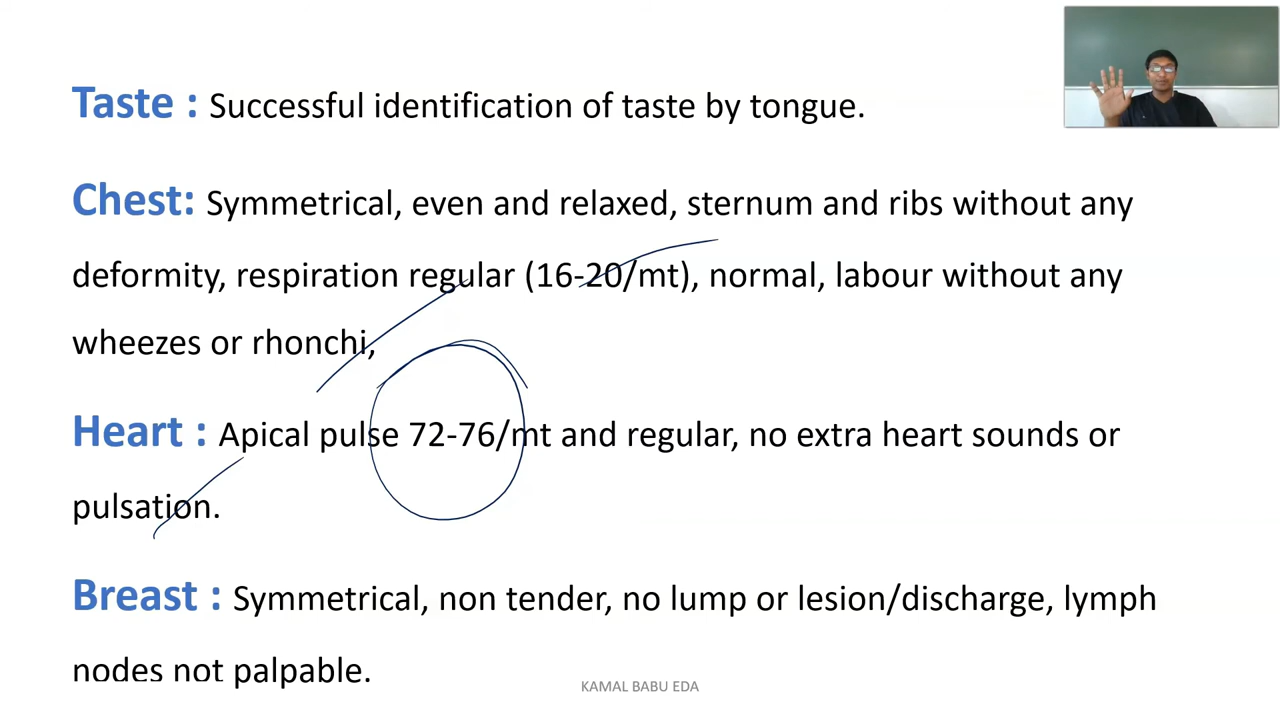 Taste : Successful identification of taste by tongue.
Chest: Symmetrical, even and relaxed, sternum and ribs without any
deformity, respiration regular (16-20/mt), normal, labour without any
wheezes or rhonchi,
Heart : Apical pulse 72-76/mt and regular, no extra heart sounds or
pulsation.
Breast : Symmetrical, non tender, no lump or lesion/discharge, lymph
nodes not palpable.
KAMAL BABU EDA